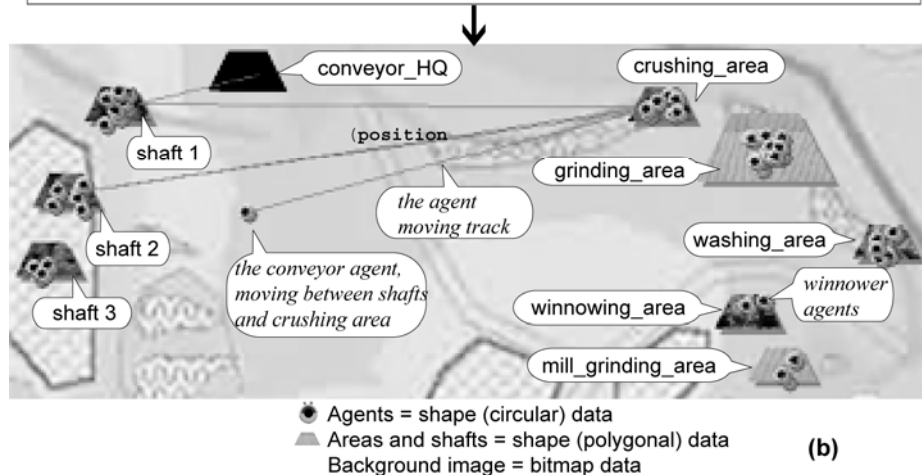 conveyor_HQ
crushing_area
shaft 1
(position
grinding_area
the agent
moving track
shaft 2
washing_area
the conveyor agent,
moving between shafts
and crushing area
winnowing_area
winnower
agents
shaft 3
mill_grinding_area
Agents = shape (circular) data
Areas and shafts = shape (polygonal) data
Background image = bitmap data
(b)